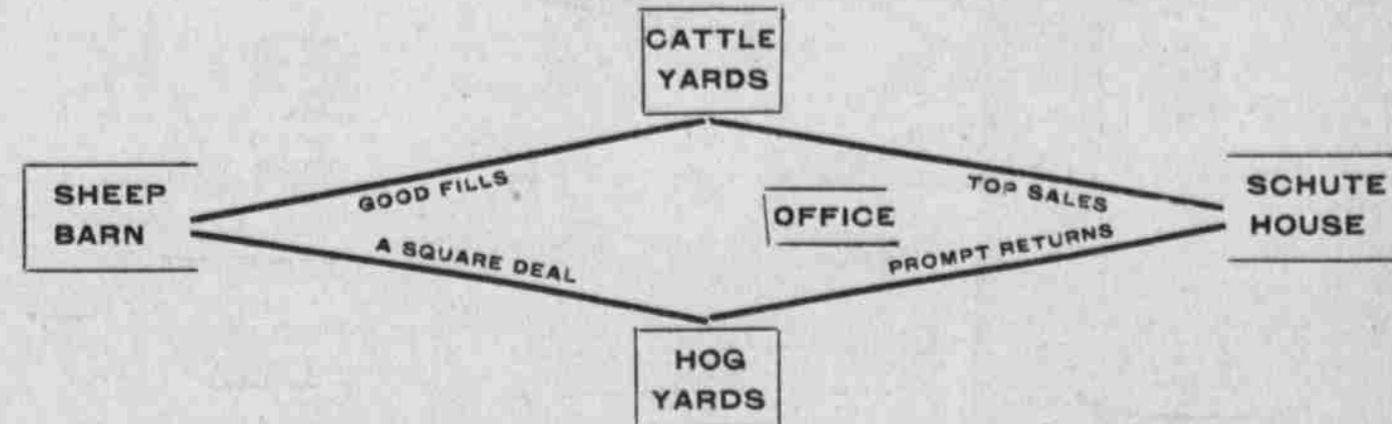 CATTLE
YARDS
SHEEP
BARN
GOOD FILLS
TOP SALES
SCHUTE
HOUSE
OFFICE
A SQUARE DEAL
PROMPT RETURNS
HOG
YARDS